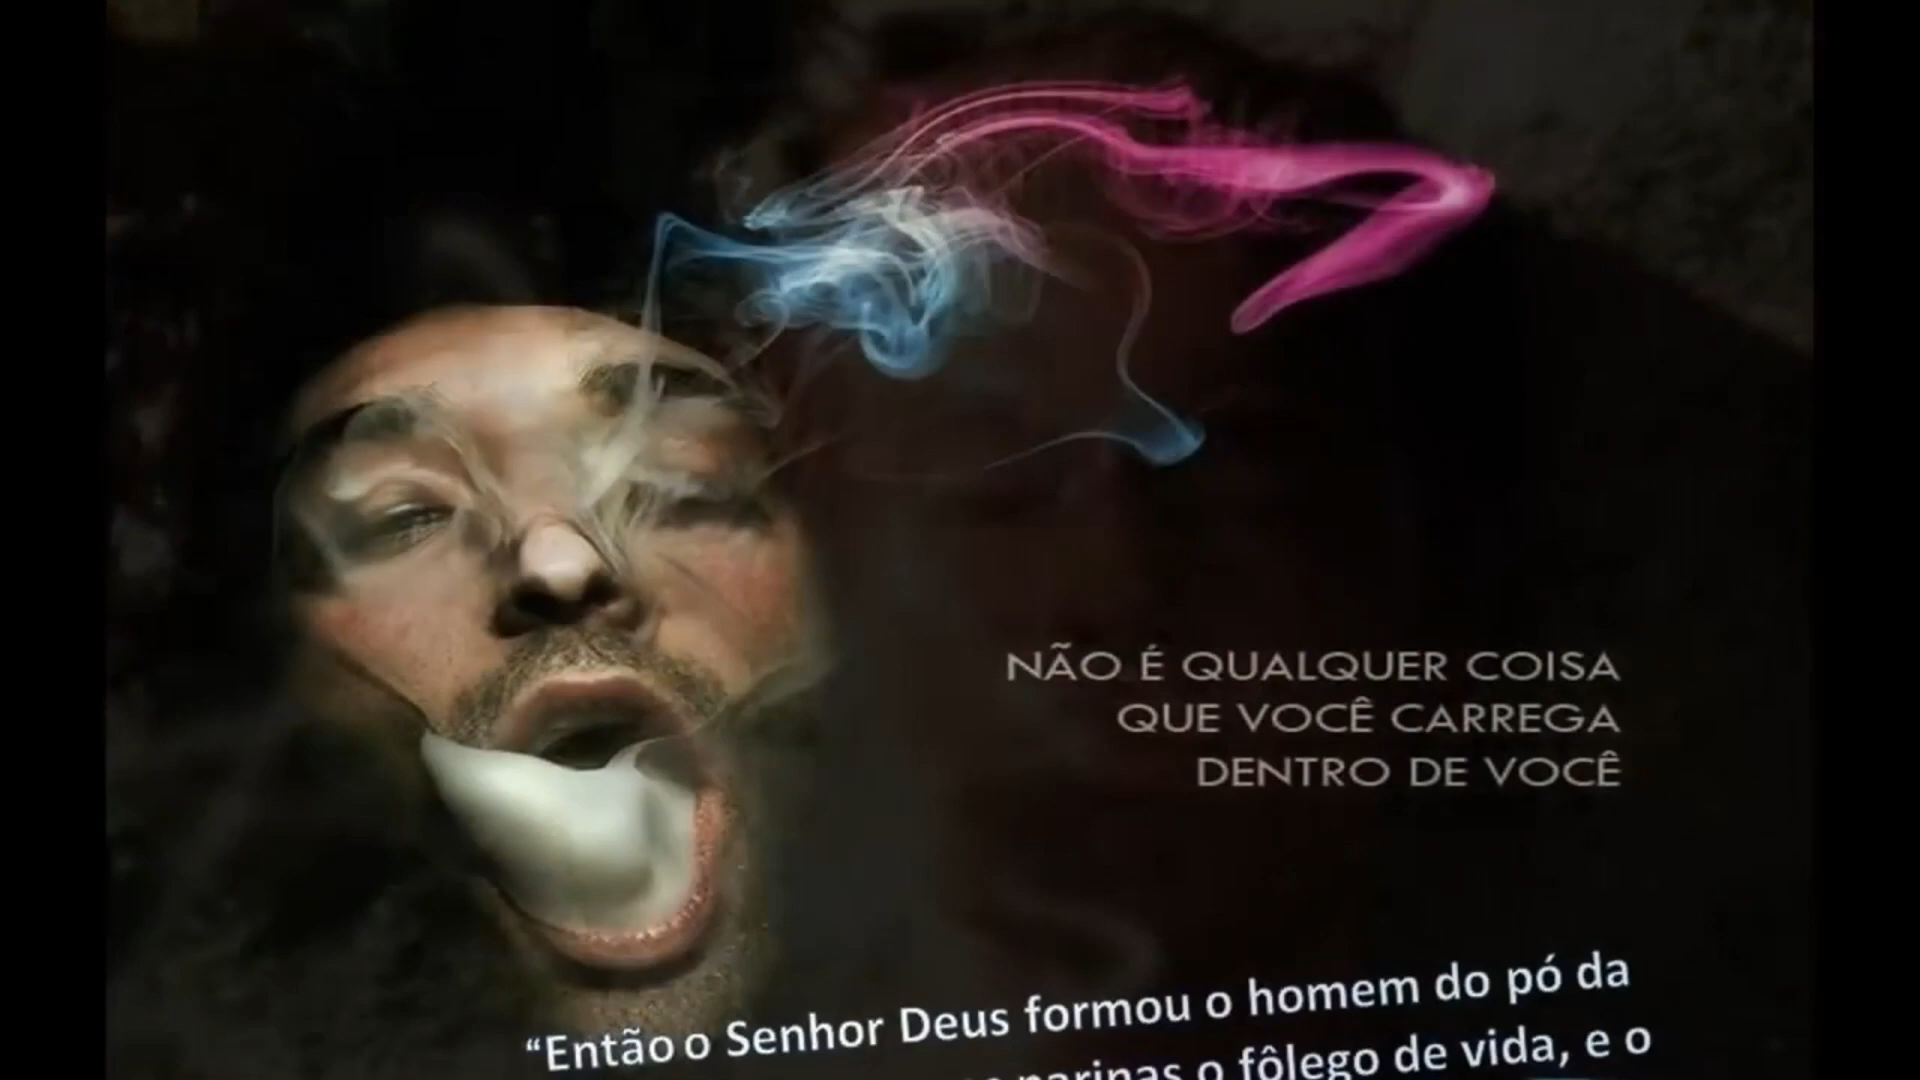 NÃO É QUALQUER COISA
QUE VOCÊ CARREGA
DENTRO DE VOCÊ
“Então o Senhor Deus formou o homem do pó da
narinas o fôlego de vida, e o